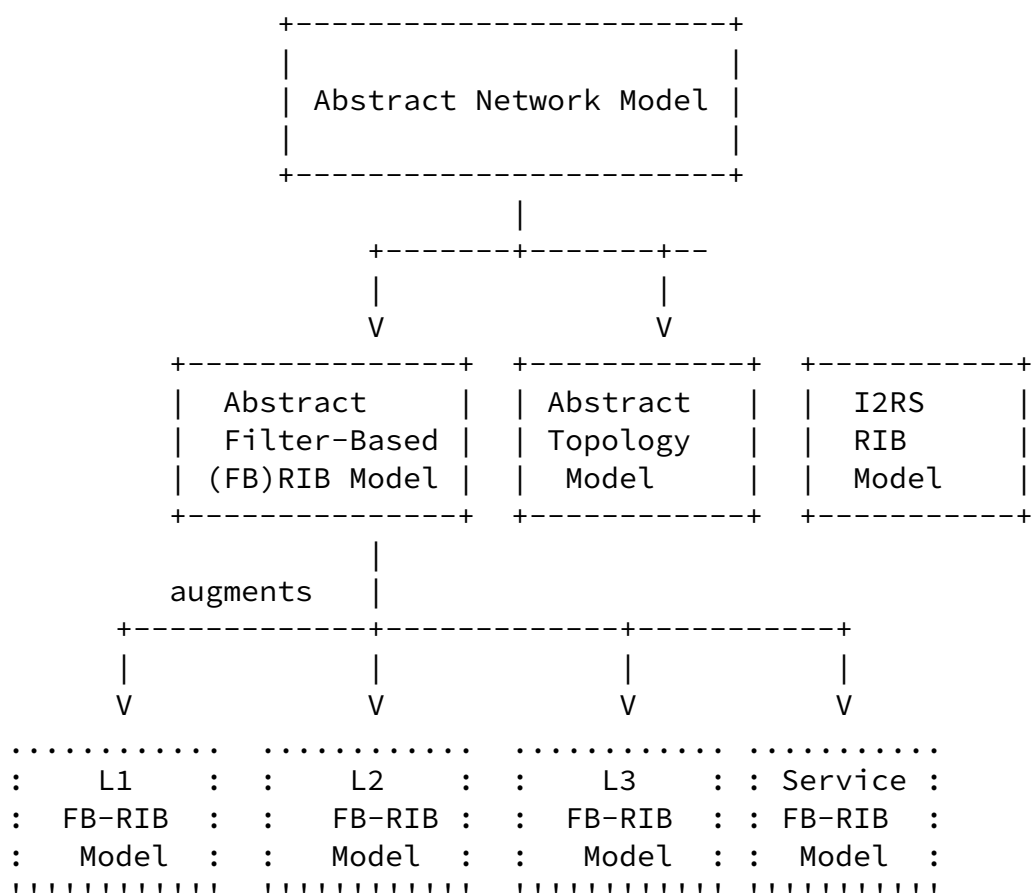 Abstract Network Model
Abstract Abstract I2RS
Filter-Based Topology RIB
(FB)RIB Model Model Model
augments
L1 L2 L3 Service
FB-RIB FB-RIB FB-RIB FB-RIB
Model Model Model Model